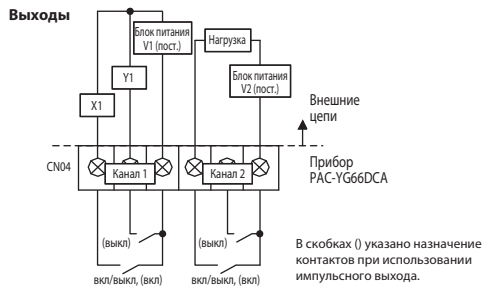 Выходы
Блок питания
V1 (пост.)
Нагрузка
Y1
Блок питания
V2 (пост.)
X1
Внешние
цепи
CN04
Канал 1
Канал 2
Прибор
PAC-YG66DCA
(выкл)
(выкл)
вкл/выкл, (вкл)
вкл/выкл, (вкл)
В скобках () указано назначение
контактов при использовании
импульсного выхода.